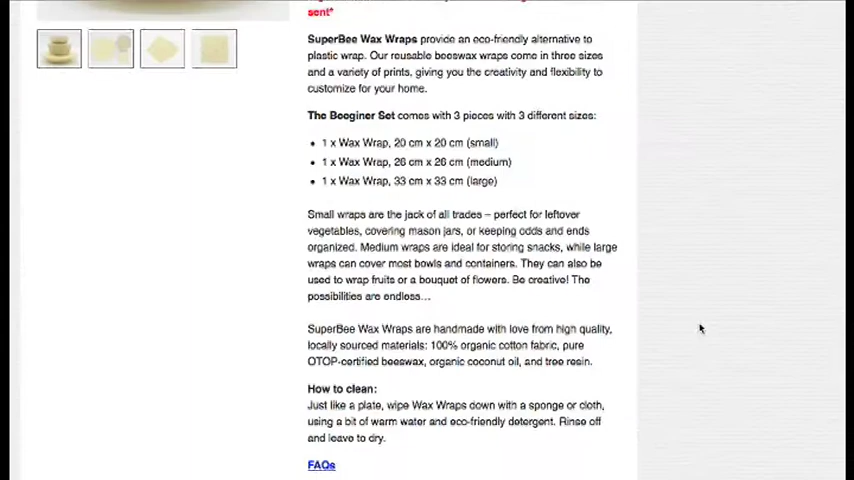 sent*
SuperBee Wax Wraps provide an eco-friendly alternative to
plastic wrap. Our reusable beeswax wraps come in three sizes
and a variety of prints, giving you the creativity and flexibility to
customize for your home.
The Beeginer Set comes with 3 pieces with 3 different sizes:
• 1 x Wax Wrap, 20 cm x 20 cm (small)
• 1 x Wax Wrap, 26 cm x 26 cm (medium)
• 1 x Wax Wrap, 33 cm x 33 cm (large)
Small wraps are the jack of all trades – perfect for leftover
vegetables, covering mason jars, or keeping odds and ends
organized. Medium wraps are ideal for storing snacks, while large
wraps can cover most bowls and containers. They can also be
used to wrap fruits or a bouquet of flowers. Be creative! The
possibilities are endless…
SuperBee Wax Wraps are handmade with love from high quality,
locally sourced materials: 100% organic cotton fabric, pure
OTOP-certified beeswax, organic coconut oil, and tree resin.
How to clean:
Just like a plate, wipe Wax Wraps down with a sponge or cloth,
using a bit of warm water and eco-friendly detergent. Rinse off
and leave to dry.
FAQs